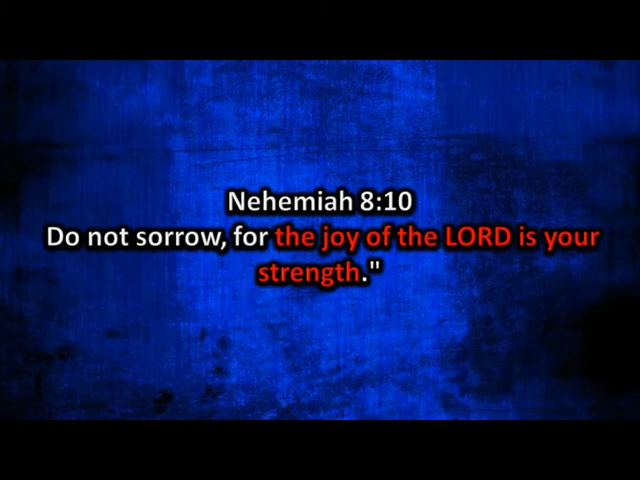 Nehemiah 8:10
Do not sorrow, for the joy of the LORD is your
strength."